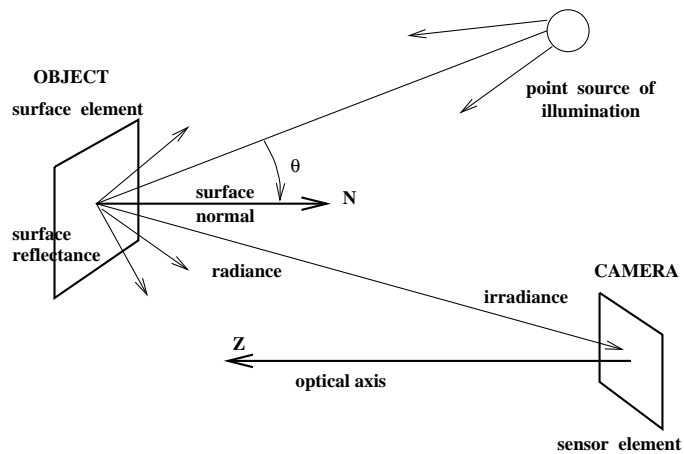 OBJECT
surface element
point source of
illumination
θ
surface
normal
N
surface
reflectance
radiance
CAMERA
irradiance
Z
optical axis
sensor element